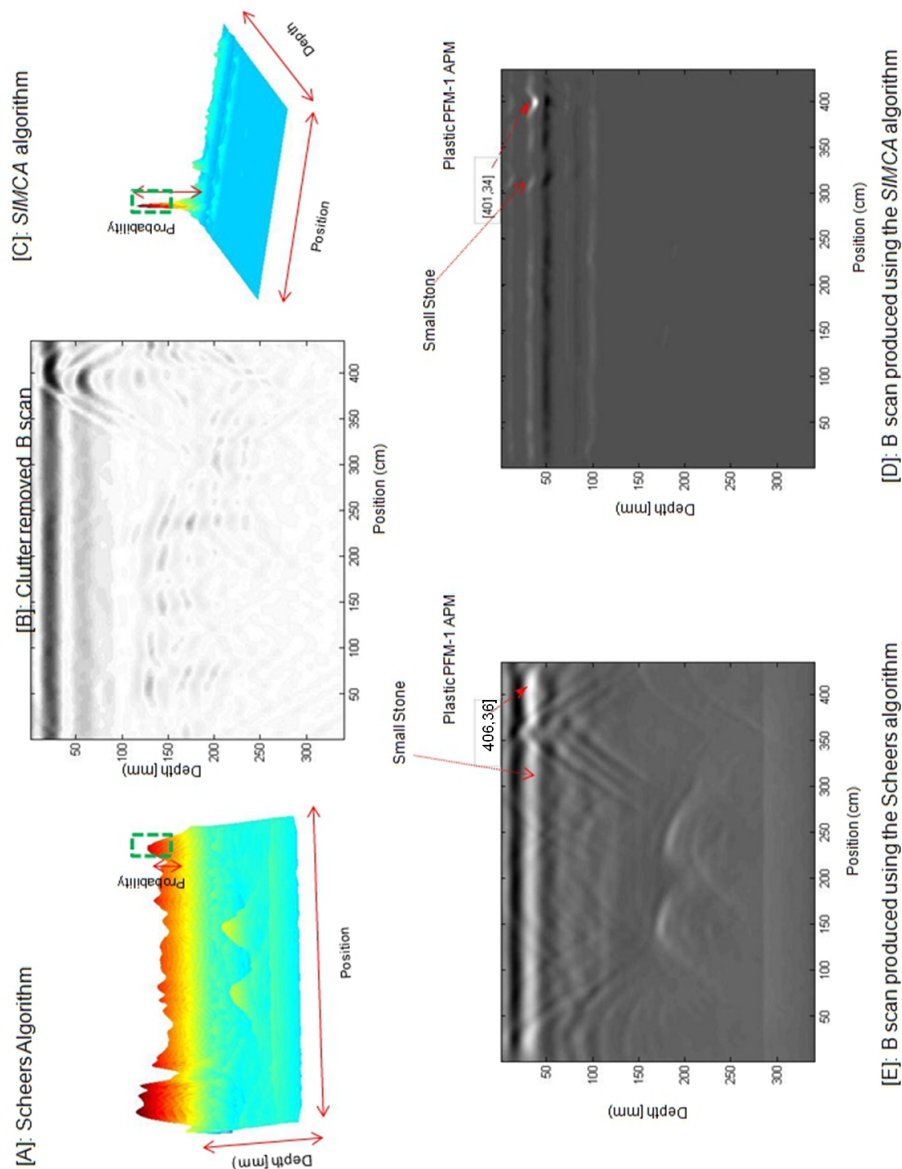 [A]: Scheers Algorithm
Probability
Depth[mm)
Position
[B]: Clutter removed B scan
50
100
150
200
250
300
Depth[mm)
50
100
150
200
250
300
350
400
Position (cm)
[C]: SIMCA algorithm
Probability
Depth
Position
Small Stone
Plastic PFM-1 APM
406,36]
50
100
150
200
250
300
Depth[mm)
50
100
150
200
250
300
350
400
Position (cm)
[E]: B scan produced using the Scheers algorithm
Small Stone
Plastic PFM-1 APM
[401,34]
50
100
150
200
250
300
Depth[mm)
50
100
150
200
250
300
350
400
Position (cm)
[D]: B scan produced using the SIMCA algorithm